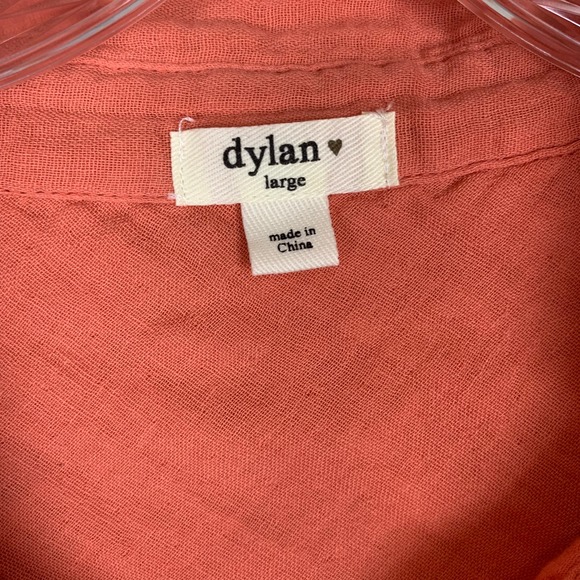 dylan ♥
large
made in
China